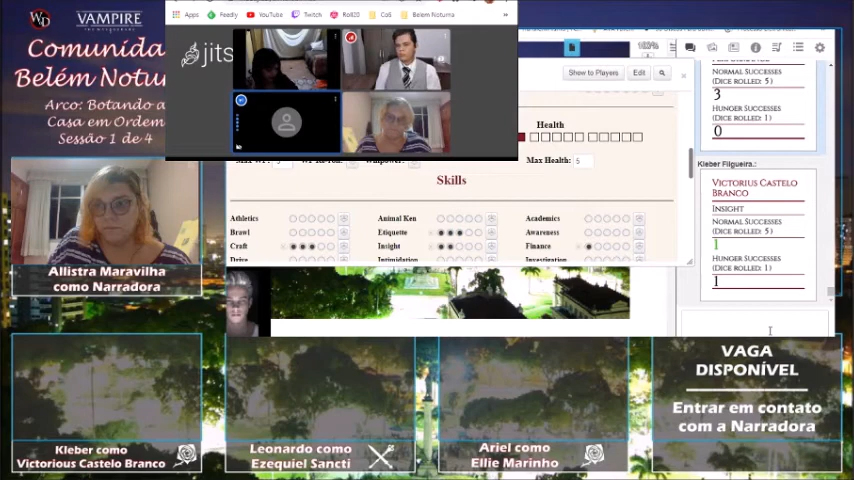 WD
VAMPIRE
THE MASQUERADE
Comunida
Belém Notu
Arco: Botando a
Casa em Ordem
Sessão 1 de 4
Apps
Feedly
YouTube
Twitch
Roll20
CoS
Belem Noturna
»
jits
Show to Players
Edit
Health
Max Health:
5
Skills
Athletics
Animal Ken
Academics
Brawl
Etiquette
Awareness
Craft
Insight
Finance
Drive
Intimidation
Investigation
Normal Successes
(Dice rolled: 5)
3
Hunger Successes
(Dice rolled: 1)
0
Kleber Filgueira.:
Victorius Castelo
Branco
Insight
Normal Successes
(Dice rolled: 5)
1
Hunger Successes
(Dice rolled: 1)
1
Allistra Maravilha
como Narradora
Kleber como
Victorious Castelo Branco
Leonardo como
Ezequiel Sancti
Ariel como
Ellie Marinho
VAGA
DISPONÍVEL
Entrar em contato
com a Narradora